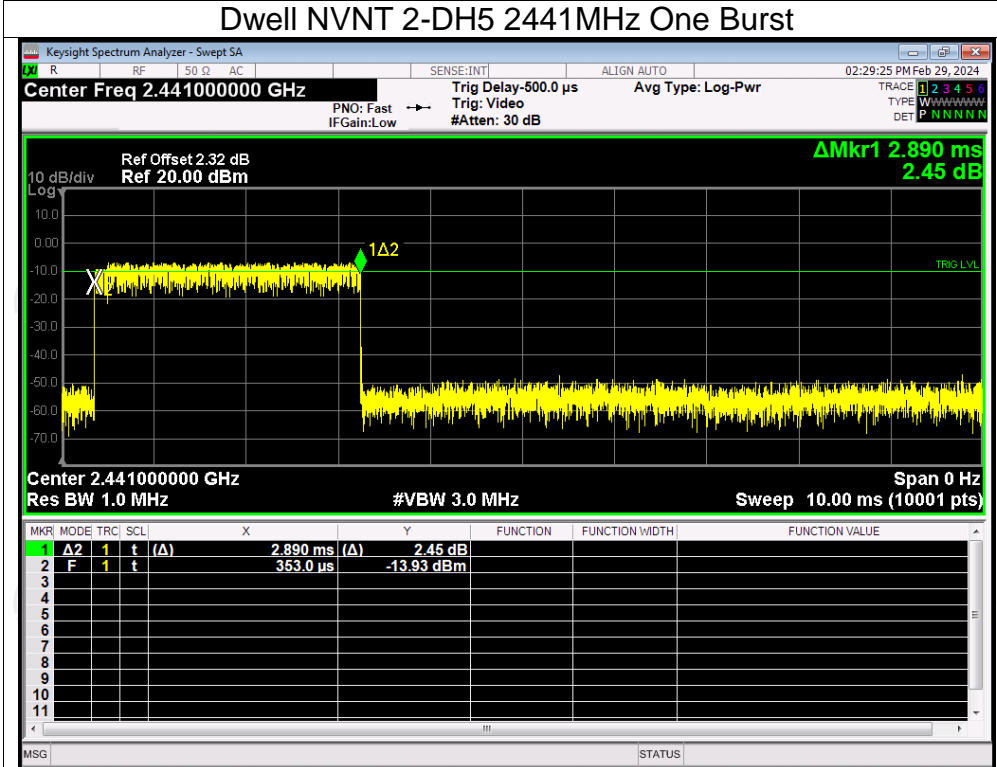 Dwell NVNT 2-DH5 2441MHz One Burst
Keysight Spectrum Analyzer - Swept SA
LXI R RF 50 Ω AC SENSE:INT ALIGN AUTO 02:29:25 PM Feb 29, 2024
Center Freq 2.441000000 GHz
PNO: Fast
IFGain:Low
Trig Delay-500.0 µs
Trig: Video
#Atten: 30 dB
Avg Type: Log-Pwr
TRACE 1 2 3 4 5 6
TYPE WWWWWW
DET P N N N N N
ΔMkr1 2.890 ms
2.45 dB
Ref Offset 2.32 dB
10 dB/div Ref 20.00 dBm
Log
10.0
0.00
-10.0
-20.0
-30.0
-40.0
-50.0
-60.0
-70.0
1Δ2
TRIG LVL
Center 2.441000000 GHz Span 0 Hz
Res BW 1.0 MHz #VBW 3.0 MHz Sweep 10.00 ms (10001 pts)
MKR MODE TRC SCL X Y FUNCTION FUNCTION WIDTH FUNCTION VALUE
1 Δ2 1 t (Δ) 2.890 ms (Δ) 2.45 dB
2 F 1 t 353.0 µs -13.93 dBm
3
4
5
6
7
8
9
10
11
MSG STATUS